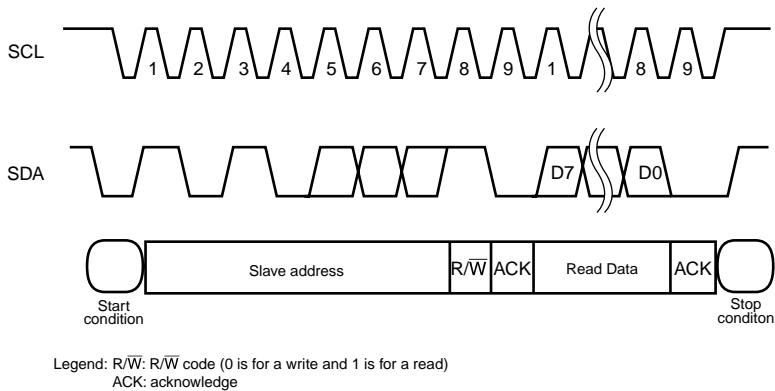 SCL
1 2 3 4 5 6 7 8 9 1 8 9
SDA
D7 D0
Slave address R/W̅ ACK Read Data ACK
Start
condition
Stop
conditon
Legend: R/W̅: R/W̅ code (0 is for a write and 1 is for a read)
ACK: acknowledge